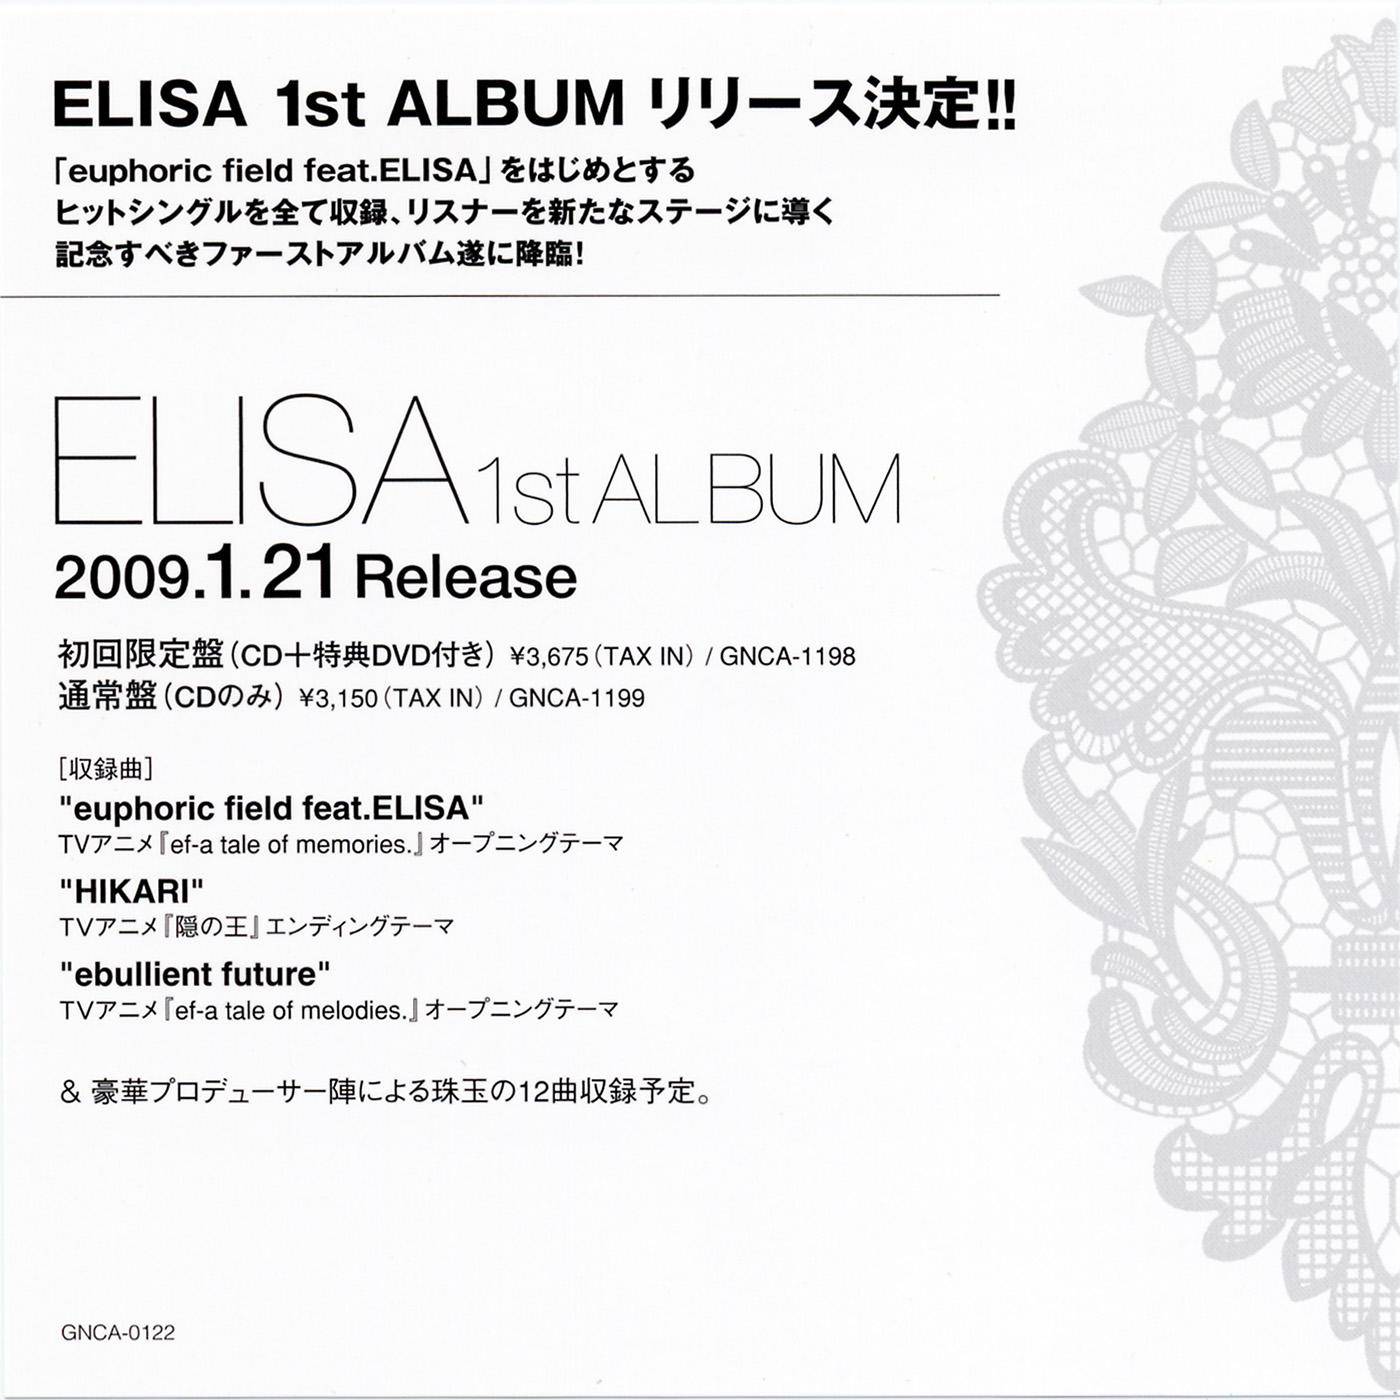 ELISA 1st ALBUM リリース決定!!
「euphoric field feat.ELISA」をはじめとする
ヒットシングルを全て収録、リスナーを新たなステージに導く
記念すべきファーストアルバム遂に降臨!
ELISA 1st ALBUM
2009.1.21 Release
初回限定盤（CD＋特典DVD付き） ¥3,675（TAX IN） / GNCA-1198
通常盤（CDのみ） ¥3,150（TAX IN） / GNCA-1199
［収録曲］
"euphoric field feat.ELISA"
TVアニメ『ef-a tale of memories.』オープニングテーマ
"HIKARI"
TVアニメ『隠の王』エンディングテーマ
"ebullient future"
TVアニメ『ef-a tale of melodies.』オープニングテーマ
& 豪華プロデューサー陣による珠玉の12曲収録予定。
GNCA-0122